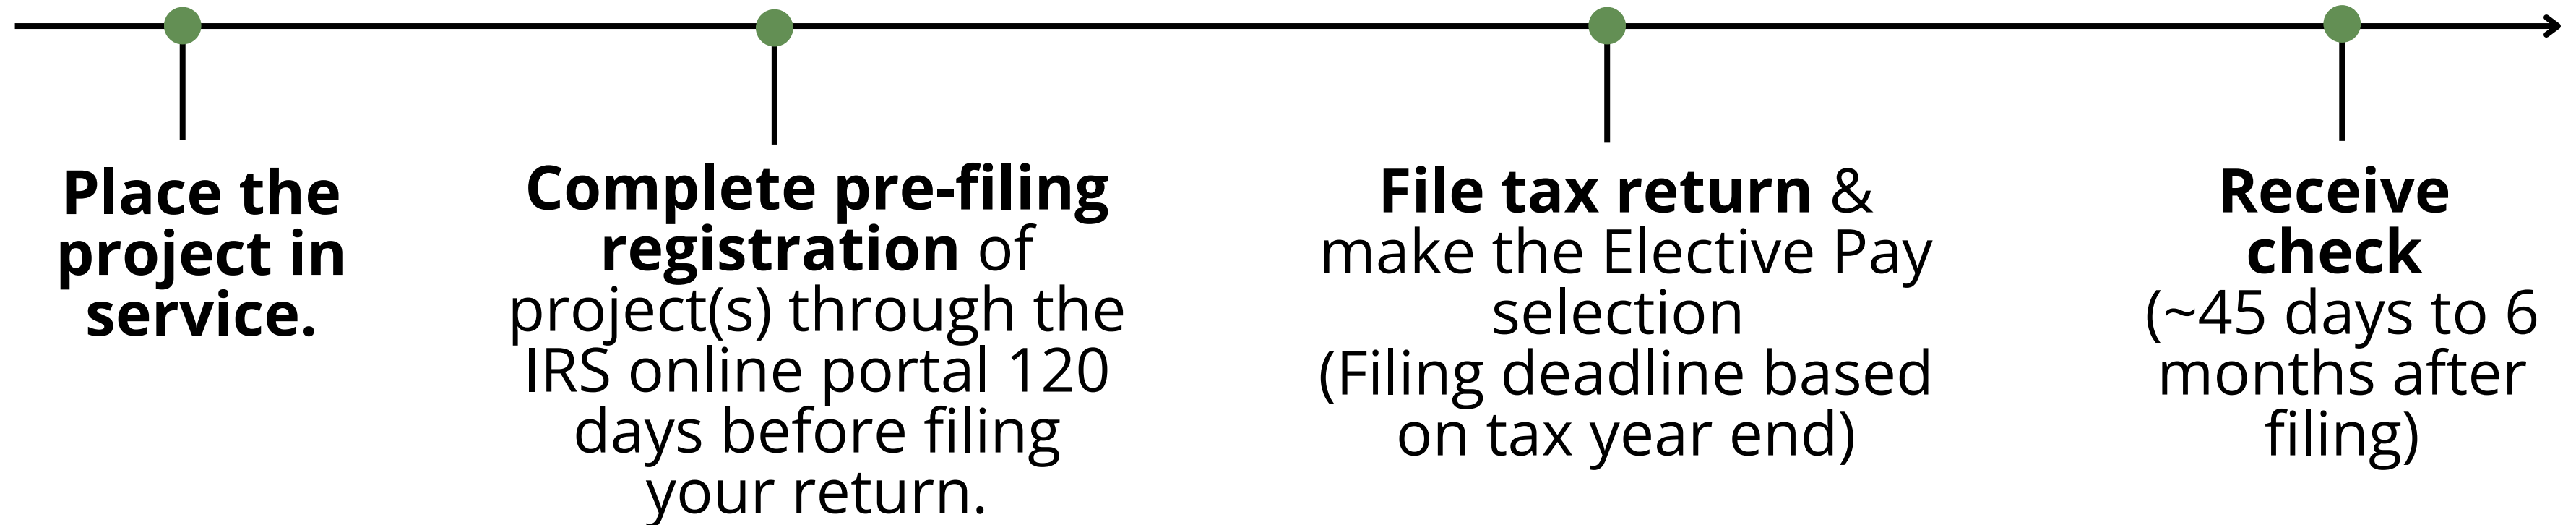 Place the
project in
service.
Complete pre-filing
registration of
project(s) through the
IRS online portal 120
days before filing
your return.
File tax return &
make the Elective Pay
selection
(Filing deadline based
on tax year end)
Receive
check
(~45 days to 6
months after
filing)